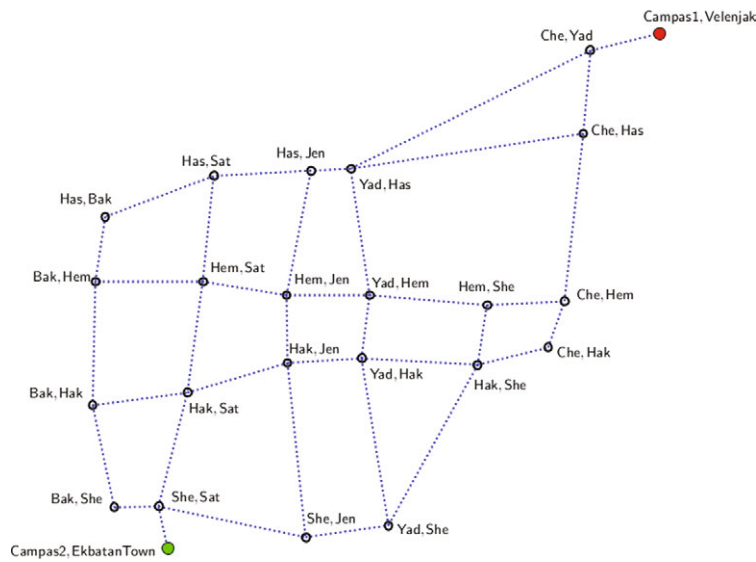 Campas1, Velenjak
Che, Yad
Che, Has
Has, Jen
Has, Sat
Yad, Has
Has, Bak
Bak, Hem
Hem, Sat
Hem, Jen
Yad, Hem
Hem, She
Che, Hem
Hak, Jen
Che, Hak
Yad, Hak
Hak, She
Bak, Hak
Hak, Sat
Bak, She
She, Sat
She, Jen
Yad, She
Campas2, EkbatanTown